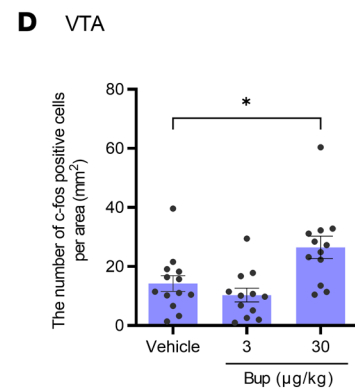 D VTA
The number of c-fos positive cells
per area (mm²)
80
60
40
20
0
*
Vehicle 3 30
Bup (µg/kg)